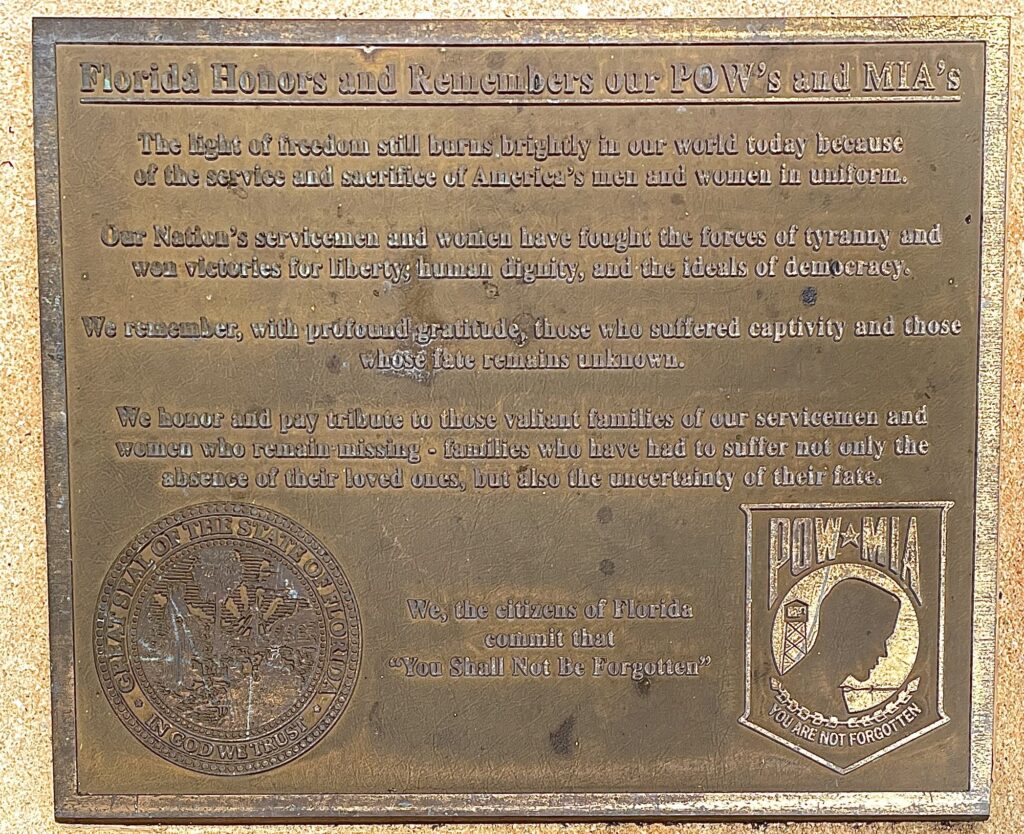 Florida Honors and Remembers our POW's and MIA's
The light of freedom still burns brightly in our world today because
of the service and sacrifice of America's men and women in uniform.
Our Nation's servicemen and women have fought the forces of tyranny and
won victories for liberty, human dignity, and the ideals of democracy.
We remember, with profound gratitude, those who suffered captivity and those
whose fate remains unknown.
We honor and pay tribute to those valiant families of our servicemen and
women who remain missing - families who have had to suffer not only the
absence of their loved ones, but also the uncertainty of their fate.
GREAT SEAL OF THE STATE OF FLORIDA
IN GOD WE TRUST
We, the citizens of Florida
commit that
"You Shall Not Be Forgotten"
POW★MIA
YOU ARE NOT FORGOTTEN